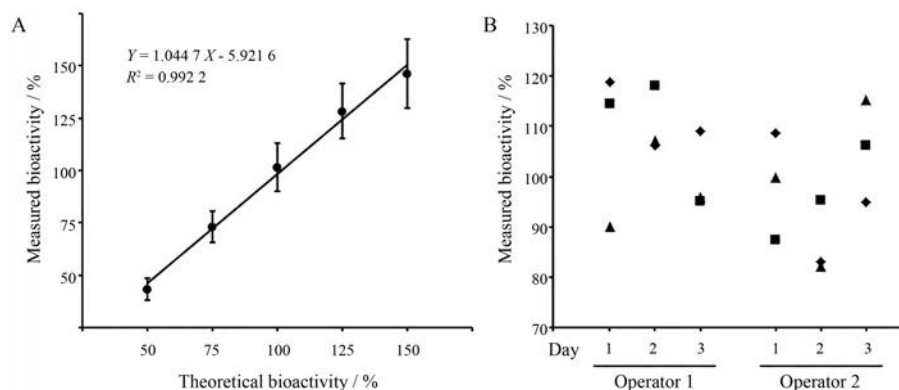 A
Y = 1.044 7 X - 5.921 6
R² = 0.992 2
Measured bioactivity / %
150
125
100
75
50
50 75 100 125 150
Theoretical bioactivity / %
B
Measured bioactivity / %
130
120
110
100
90
80
70
Day 1 2 3 1 2 3
Operator 1 Operator 2